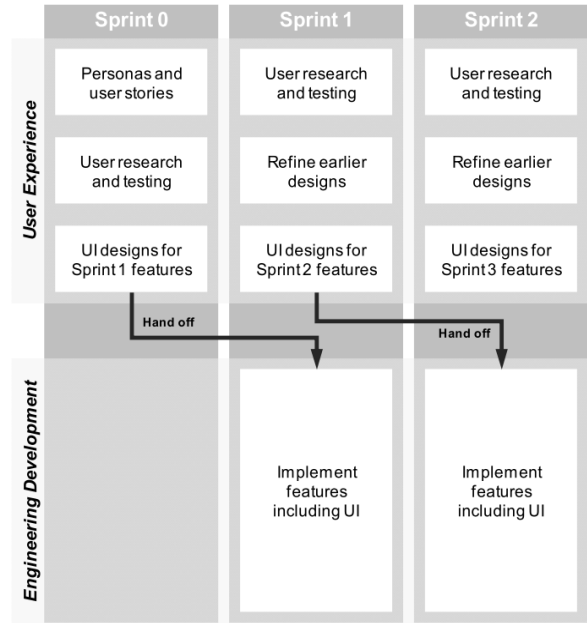 Sprint 0
Sprint 1
Sprint 2
User Experience
Personas and
user stories
User research
and testing
User research
and testing
User research
and testing
Refine earlier
designs
Refine earlier
designs
UI designs for
Sprint 1 features
UI designs for
Sprint 2 features
UI designs for
Sprint 3 features
Hand off
Hand off
Engineering Development
Implement
features
including UI
Implement
features
including UI